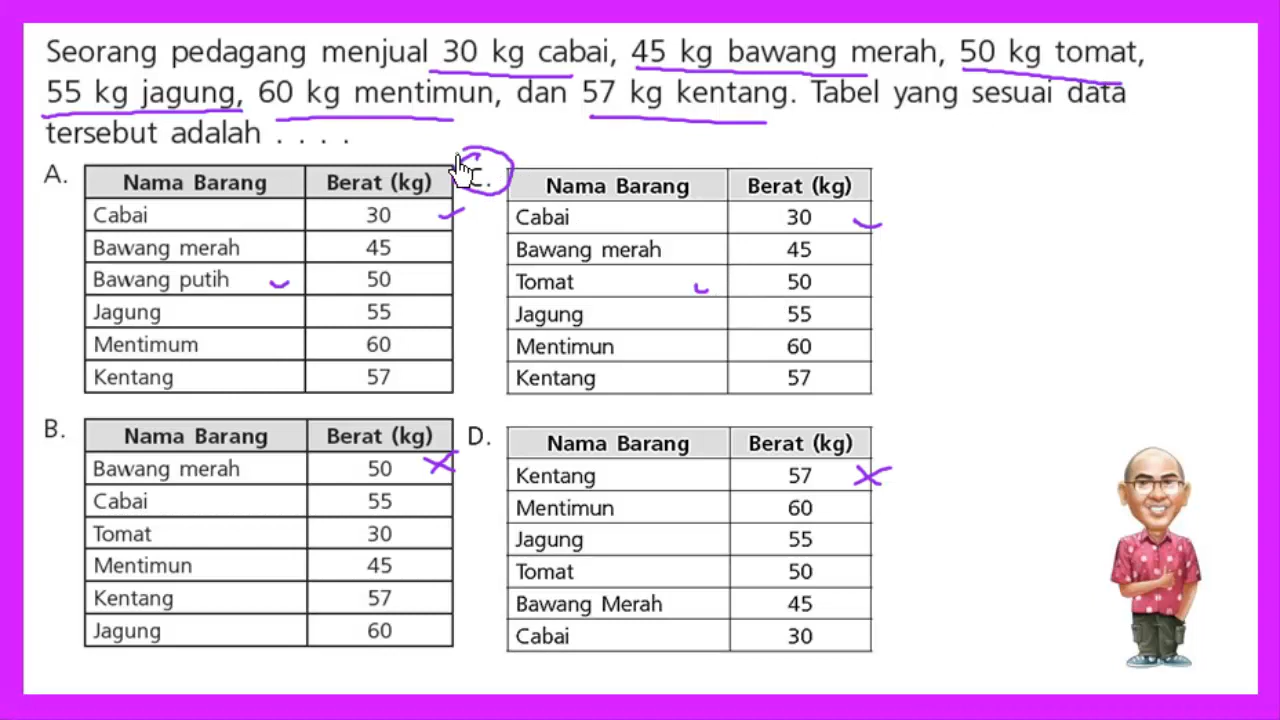 Seorang pedagang menjual 30 kg cabai, 45 kg bawang merah, 50 kg tomat,
55 kg jagung, 60 kg mentimun, dan 57 kg kentang. Tabel yang sesuai data
tersebut adalah . . . .
A.
Nama Barang Berat (kg)
Cabai 30
Bawang merah 45
Bawang putih 50
Jagung 55
Mentimum 60
Kentang 57
B.
Nama Barang Berat (kg)
Bawang merah 50
Cabai 55
Tomat 30
Mentimun 45
Kentang 57
Jagung 60
C.
Nama Barang Berat (kg)
Cabai 30
Bawang merah 45
Tomat 50
Jagung 55
Mentimun 60
Kentang 57
D.
Nama Barang Berat (kg)
Kentang 57
Mentimun 60
Jagung 55
Tomat 50
Bawang Merah 45
Cabai 30